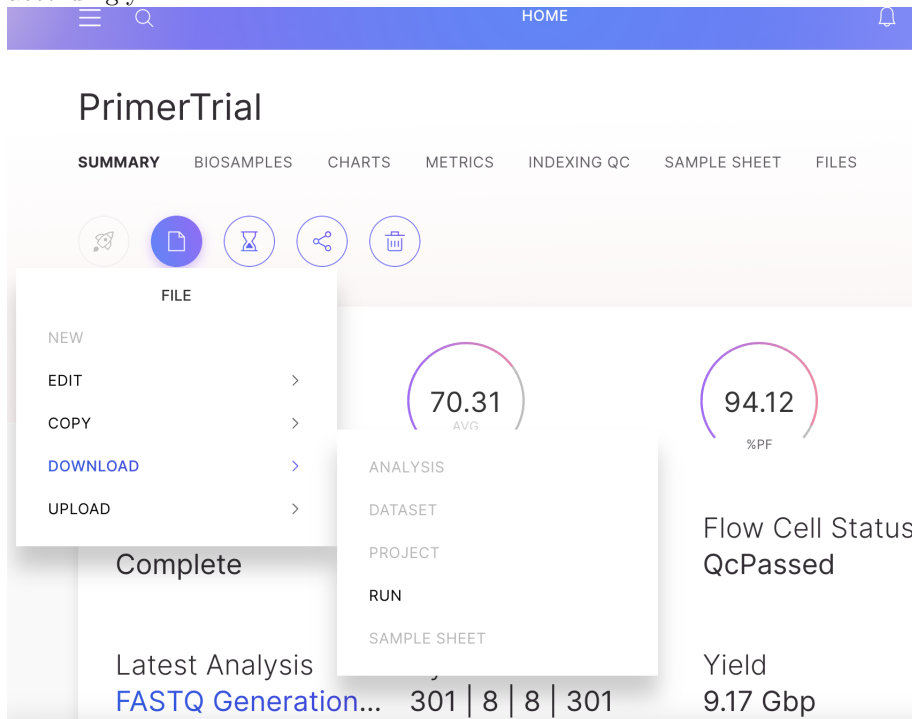 HOME
PrimerTrial
SUMMARY BIOSAMPLES CHARTS METRICS INDEXING QC SAMPLE SHEET FILES
FILE
NEW
EDIT
COPY
DOWNLOAD
UPLOAD
70.31
AVG
94.12
%PF
ANALYSIS
DATASET
PROJECT
RUN
SAMPLE SHEET
Complete
Flow Cell Status
QcPassed
Latest Analysis
FASTQ Generation...
301 | 8 | 8 | 301
Yield
9.17 Gbp